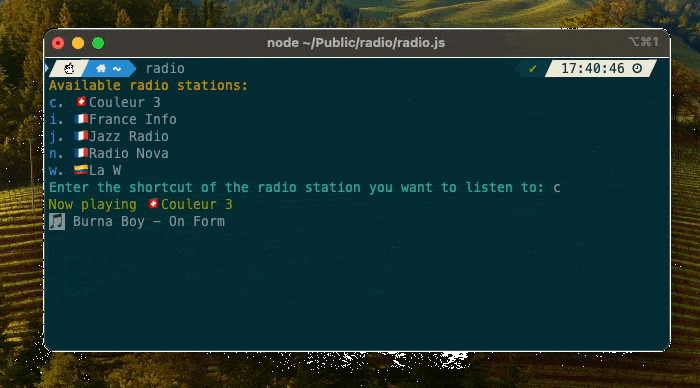 node ~/Public/radio/radio.js ⌥⌘1
~ radio ✔ 17:40:46
Available radio stations:
c. 🇨🇭Couleur 3
i. 🇫🇷France Info
j. 🇫🇷Jazz Radio
n. 🇫🇷Radio Nova
w. 🇨🇴La W
Enter the shortcut of the radio station you want to listen to: c
Now playing 🇨🇭Couleur 3
🎵 Burna Boy – On Form